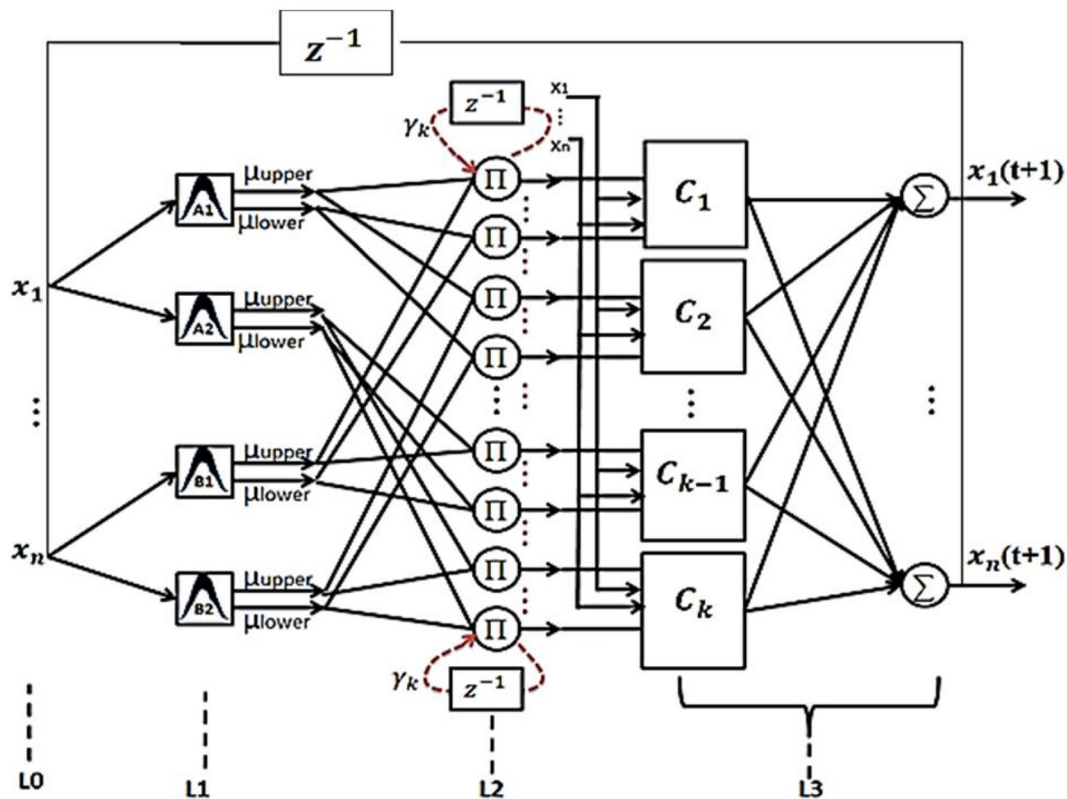 z⁻¹
x1
⋮
xn
z⁻¹
γₖ
μupper
A1
μlower
Π
C₁
Σ
x₁(t+1)
Π
x₁
μupper
A2
μlower
Π
C₂
Π
⋮
⋮
⋮
⋮
μupper
B1
μlower
Π
Cₖ₋₁
Π
xₙ
μupper
B2
μlower
Π
Cₖ
Σ
xₙ(t+1)
Π
γₖ
z⁻¹
L0
L1
L2
L3